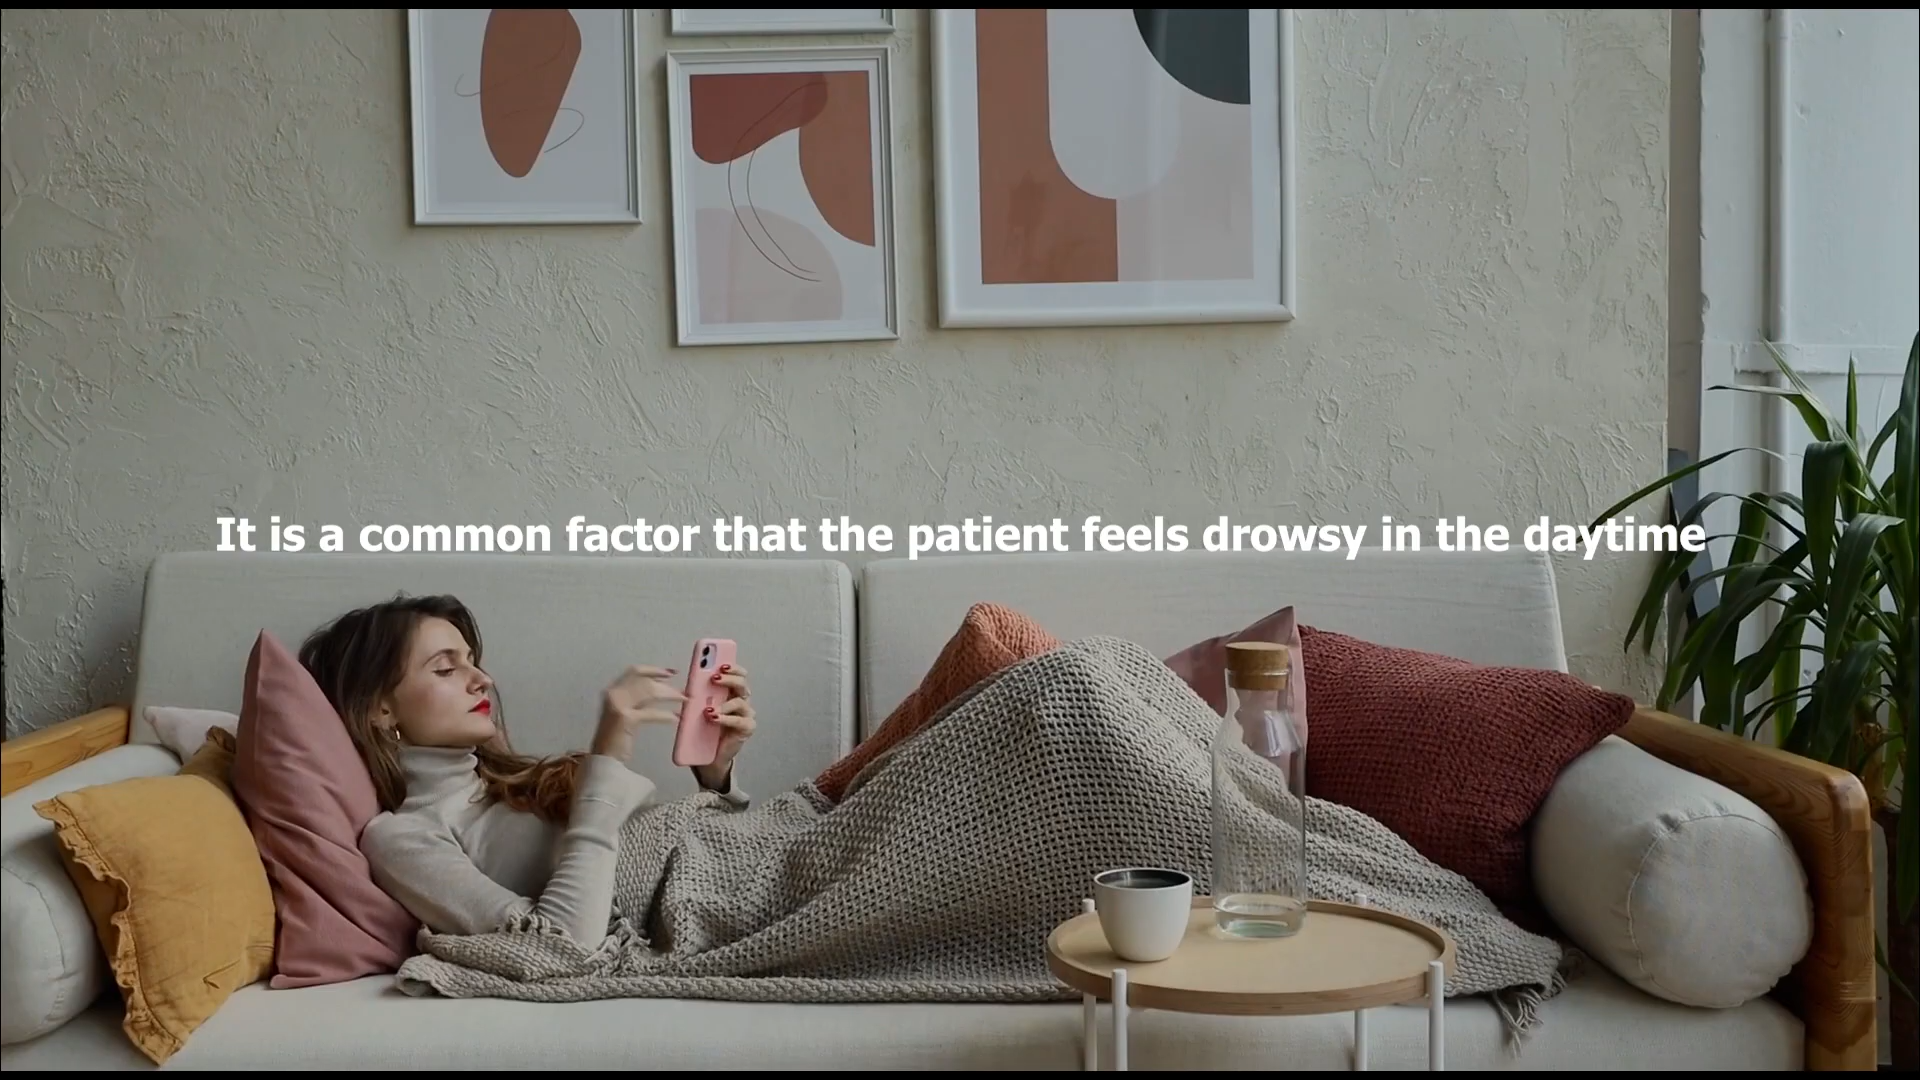 It is a common factor that the patient feels drowsy in the daytime